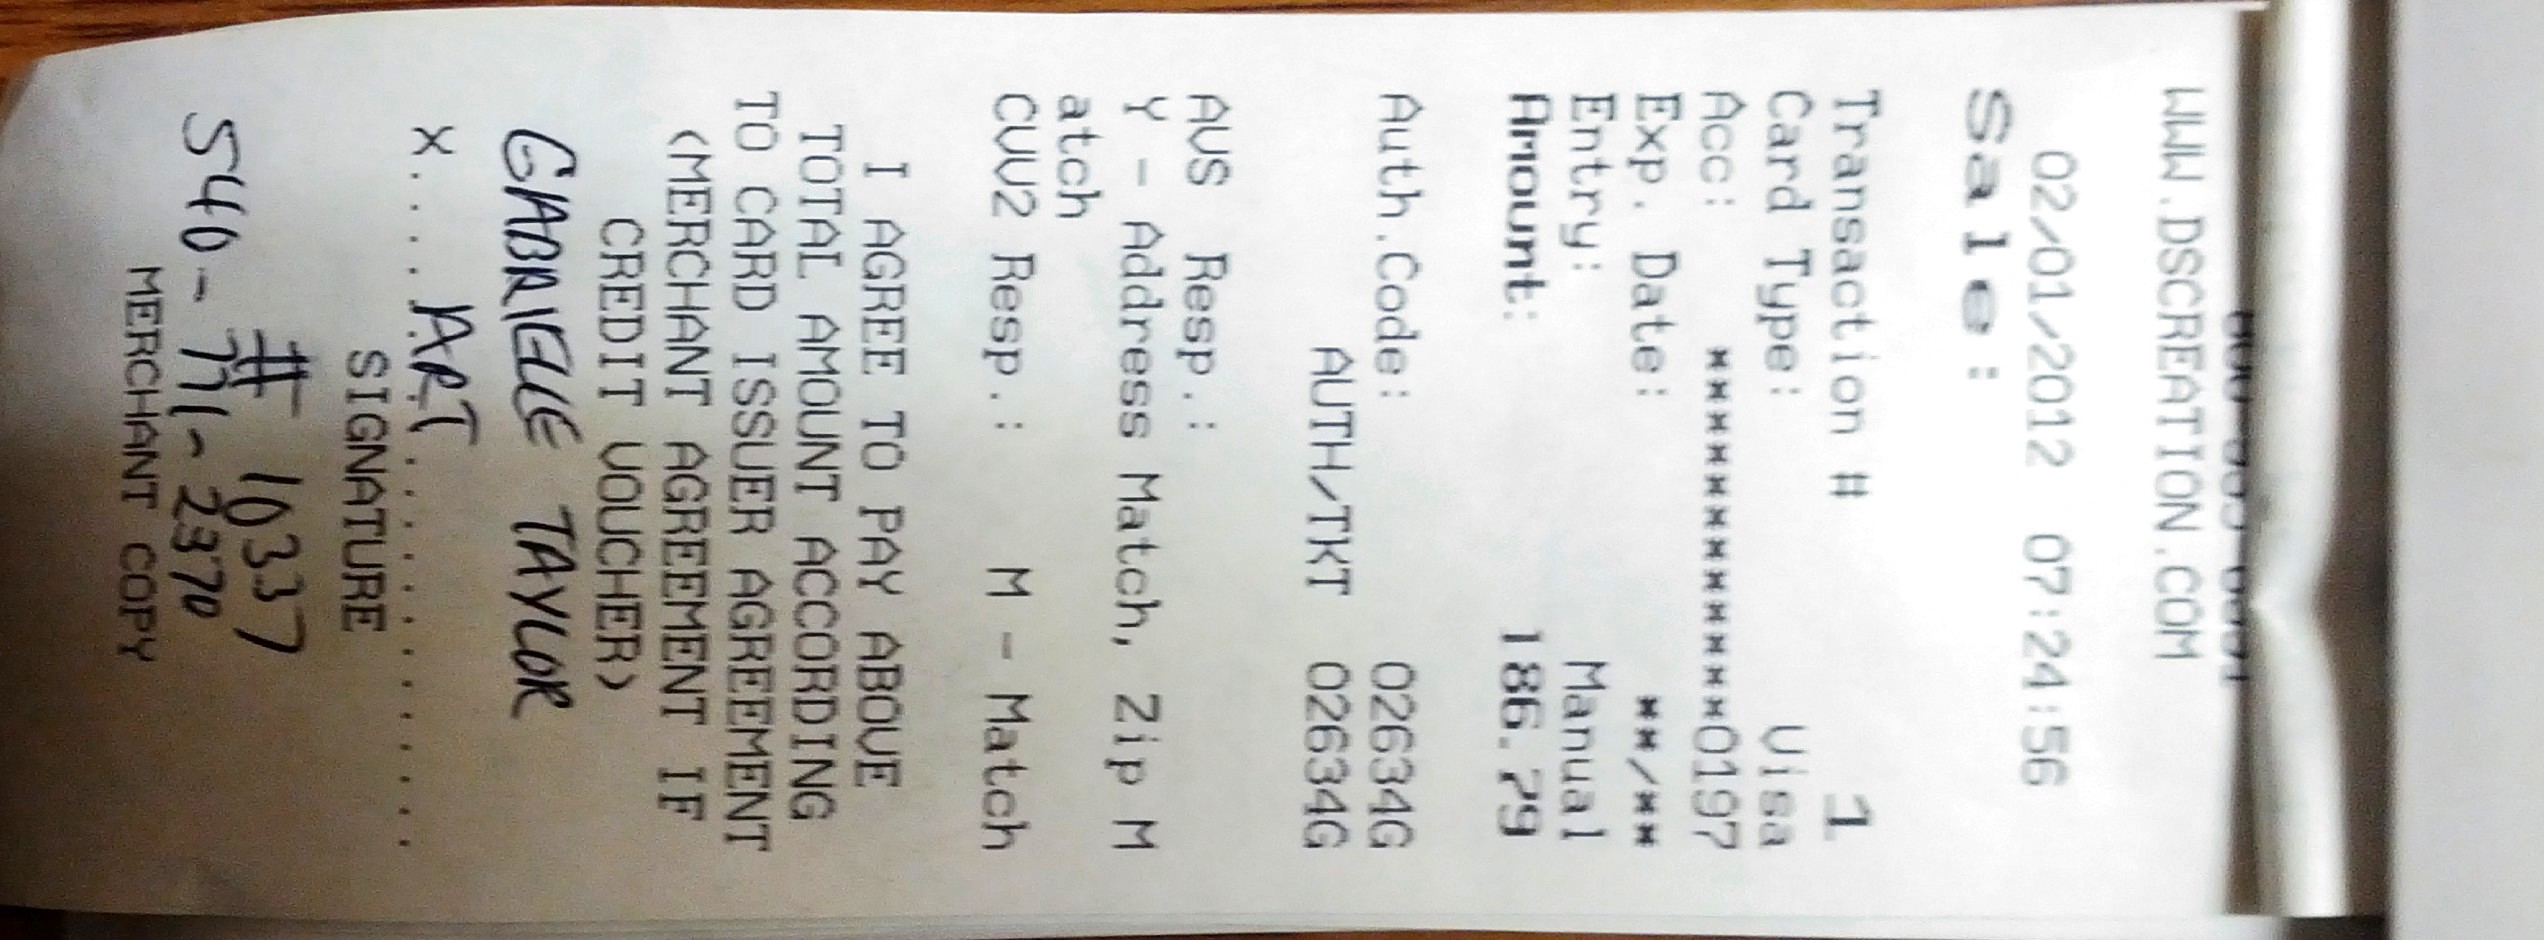 WWW.DSCREATION.COM
02/01/2012 07:24:56
Sale:
Transaction # 1
Card Type: Visa
Acc: ************0197
Exp. Date: **/**
Entry: Manual
Amount: 186.79
Auth.Code: 02634G
AUTH/TKT 02634G
AVS Resp.:
Y - Address Match, Zip M
atch
CVV2 Resp.: M - Match
I AGREE TO PAY ABOVE
TOTAL AMOUNT ACCORDING
TO CARD ISSUER AGREEMENT
(MERCHANT AGREEMENT IF
CREDIT VOUCHER)
GABRIELLE TAYLOR
X.... ART..................
SIGNATURE
# 10337
540-771-2370
MERCHANT COPY